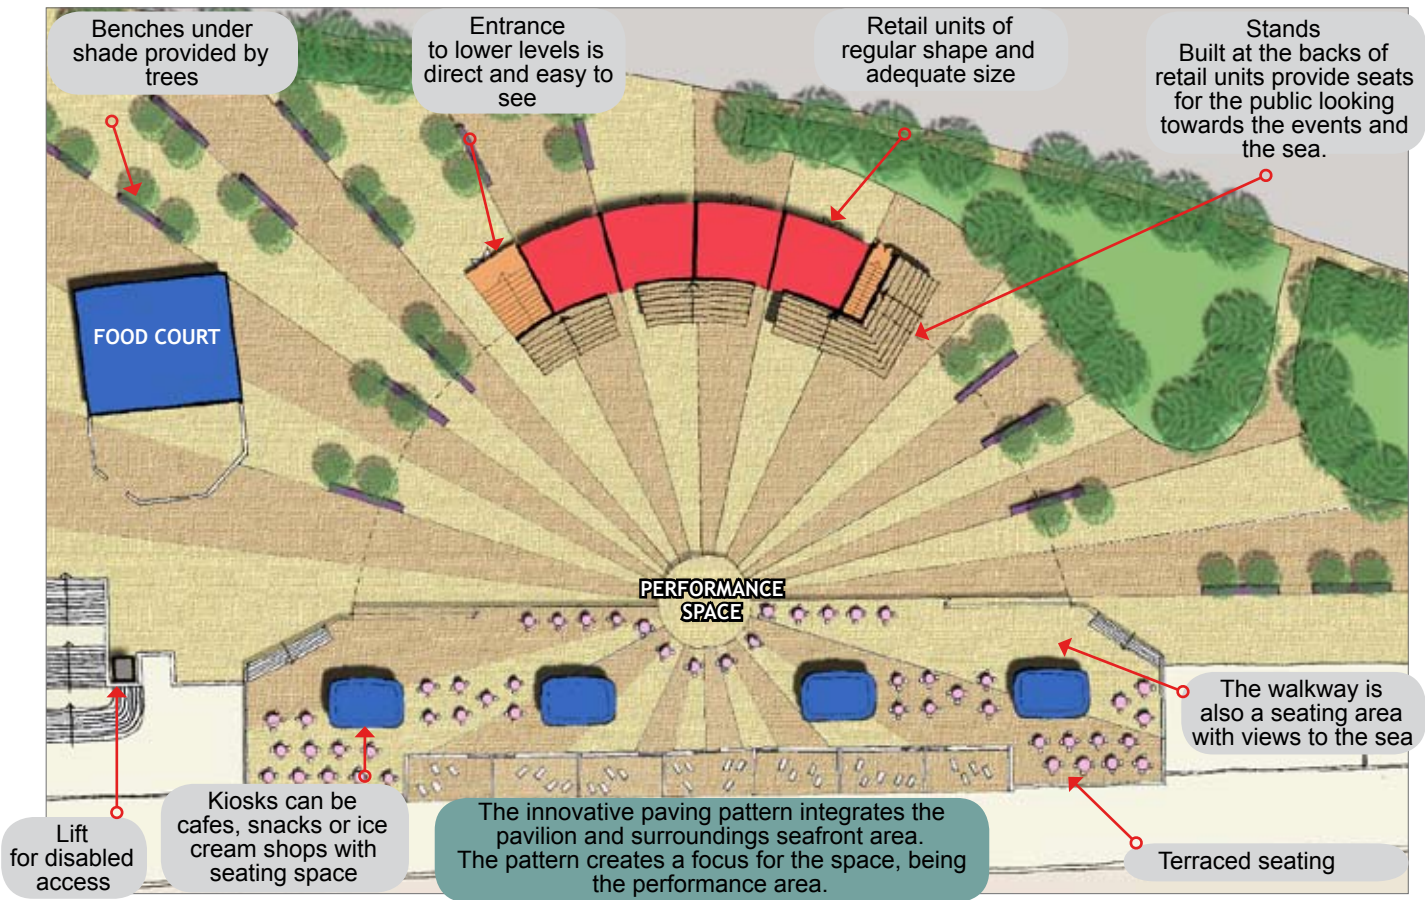 Benches under
shade provided by
trees
Entrance
to lower levels is
direct and easy to
see
Retail units of
regular shape and
adequate size
Stands
Built at the backs of
retail units provide seats
for the public looking
towards the events and
the sea.
FOOD COURT
PERFORMANCE
SPACE
The walkway is
also a seating area
with views to the sea
Lift
for disabled
access
Kiosks can be
cafes, snacks or ice
cream shops with
seating space
The innovative paving pattern integrates the
pavilion and surroundings seafront area.
The pattern creates a focus for the space, being
the performance area.
Terraced seating